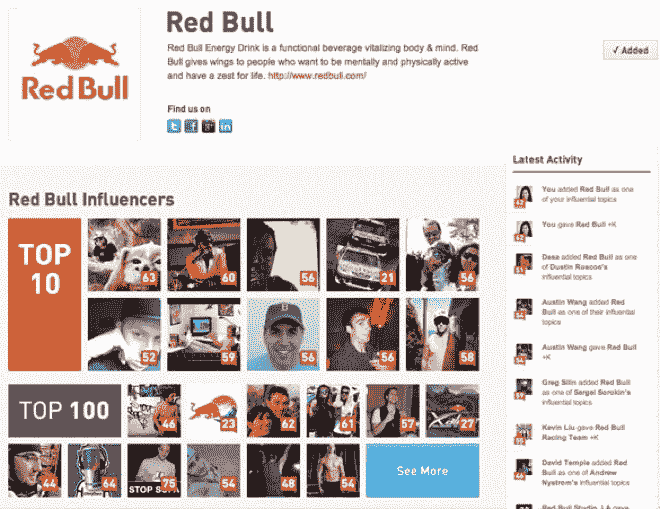 Red Bull
Red Bull
Red Bull Energy Drink is a functional beverage vitalizing body & mind. Red
Bull gives wings to people who want to be mentally and physically active
and have a zest for life. http://www.redbull.com/
✓ Added
Find us on
Latest Activity
Red Bull Influencers
TOP
10
63
60
56
21
56
52
59
56
56
58
TOP 100
46
23
62
61
57
27
44
64
75
54
48
54
STOP
See More
You added Red Bull as one
of your influential topics
You gave Red Bull +K
Dasa added Red Bull as one
of Dustin Rascoe's
influential topics
Austin Wang added Red
Bull as one of their influential
topics
Austin Wang gave Red Bull
+K
Greg Slim added Red Bull
as one of Sergei Sorokin's
influential topics
Kevin Liu gave Red Bull
Racing Team +K
David Temple added Red
Bull as one of Andrew
Nystrom's influential topics
Red Bull Studio, LA gave